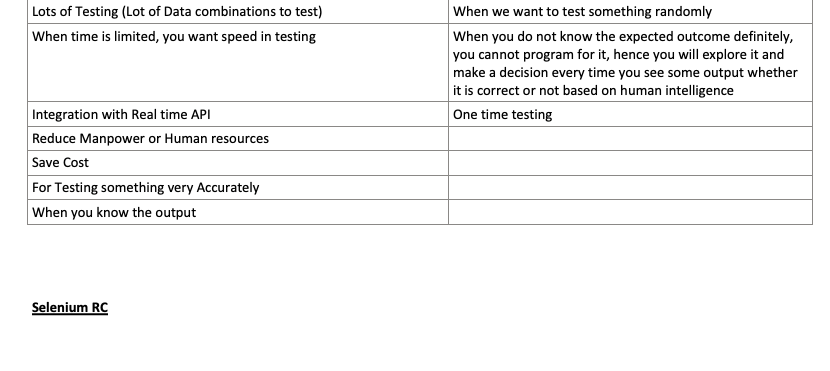 Lots of Testing (Lot of Data combinations to test)
When we want to test something randomly
When time is limited, you want speed in testing
When you do not know the expected outcome definitely,
you cannot program for it, hence you will explore it and
make a decision every time you see some output whether
it is correct or not based on human intelligence
Integration with Real time API
One time testing
Reduce Manpower or Human resources
Save Cost
For Testing something very Accurately
When you know the output
Selenium RC